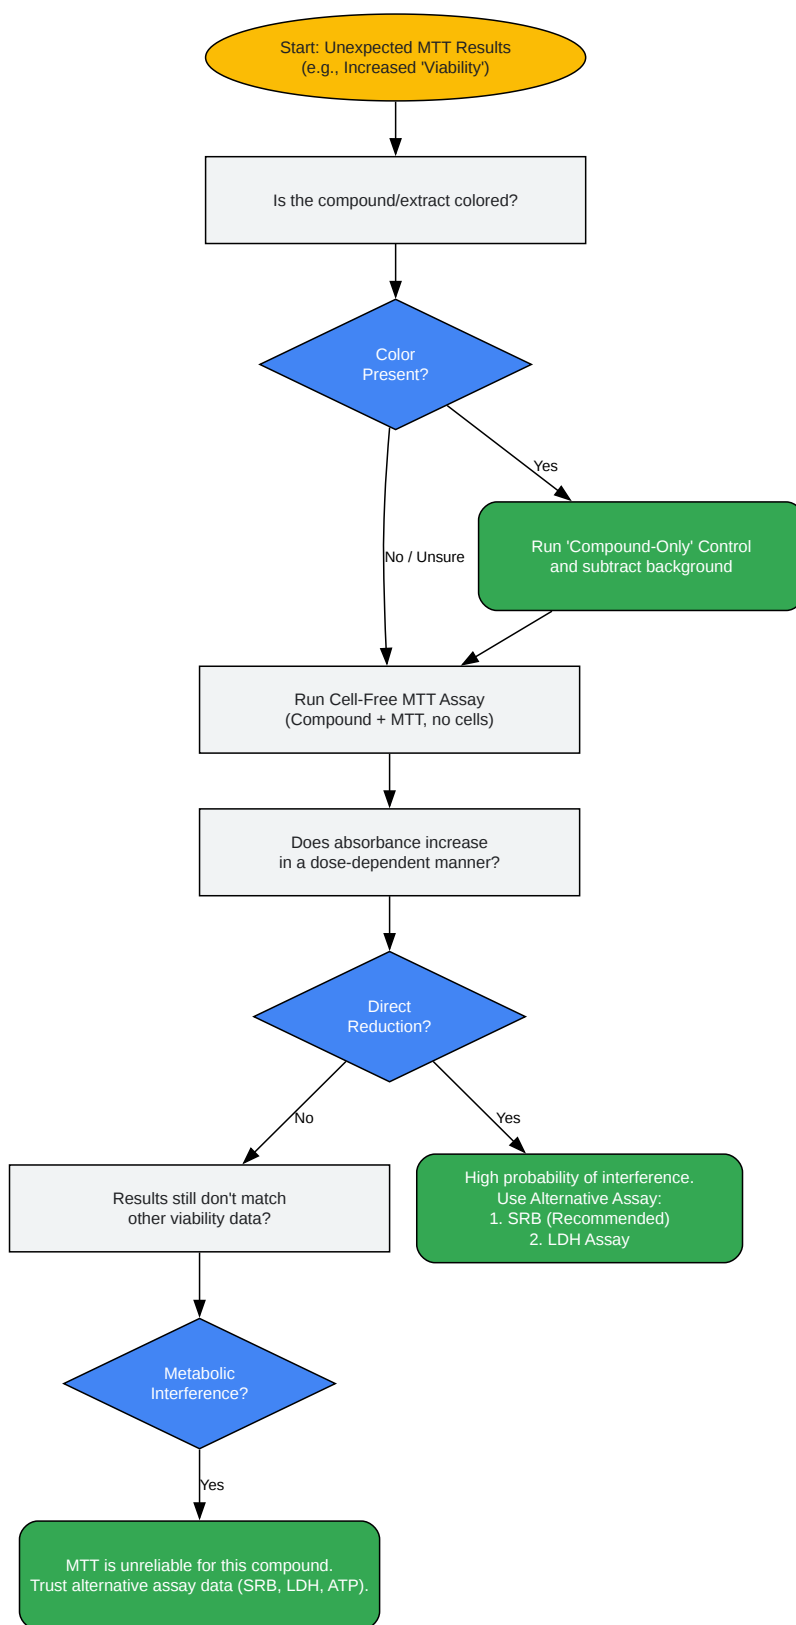 Start: Unexpected MTT Results
(e.g., Increased 'Viability')
Is the compound/extract colored?
Color
Present?
Yes
Run 'Compound-Only' Control
and subtract background
No / Unsure
Run Cell-Free MTT Assay
(Compound + MTT, no cells)
Does absorbance increase
in a dose-dependent manner?
Direct
Reduction?
No
Yes
Results still don't match
other viability data?
High probability of interference.
Use Alternative Assay:
1. SRB (Recommended)
2. LDH Assay
Metabolic
Interference?
Yes
MTT is unreliable for this compound.
Trust alternative assay data (SRB, LDH, ATP).